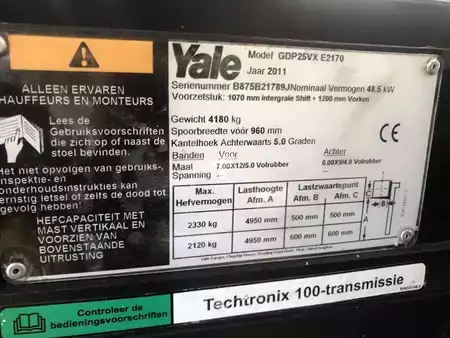 ALLEEN ERVAREN
CHAUFFEURS EN MONTEURS
Lees de
Gebruiksvoorschriften
die zich op of naast de
stoel bevinden.
Het niet opvolgen van gebruiks-,
inspektie- en
onderhoudsinstrukties kan
ernstig letsel of zelfs de dood tot
gevolg hebben.
HEFCAPACITEIT MET
MAST VERTIKAAL EN
VOORZIEN VAN
BOVENSTAANDE
UITRUSTING
Yale
Model GDP25VX E2170
Jaar 2011
Serienummer B875B21789J Nominaal Vermogen 48.5 kW
Voorzetstuk: 1070 mm intergrale Shift + 1200 mm Vorken
Gewicht 4180 kg
Spoorbreedte vóór 960 mm
Kantelhoek Achterwaarts 5.0 Graden
CE
Banden Voor Achter
Maat 7.00X12/5.0 Volrubber 6.00X9/4.0 Volrubber
Spanning -- --
Max. Hefvermogen Lasthoogte Afm. A Lastzwaartepunt Afm. B Afm. C
2330 kg 4950 mm 500 mm 500 mm
2120 kg 4950 mm 600 mm 600 mm
A
B
Controleer de
bedieningsvoorschriften
Techtronix 100-transmissie